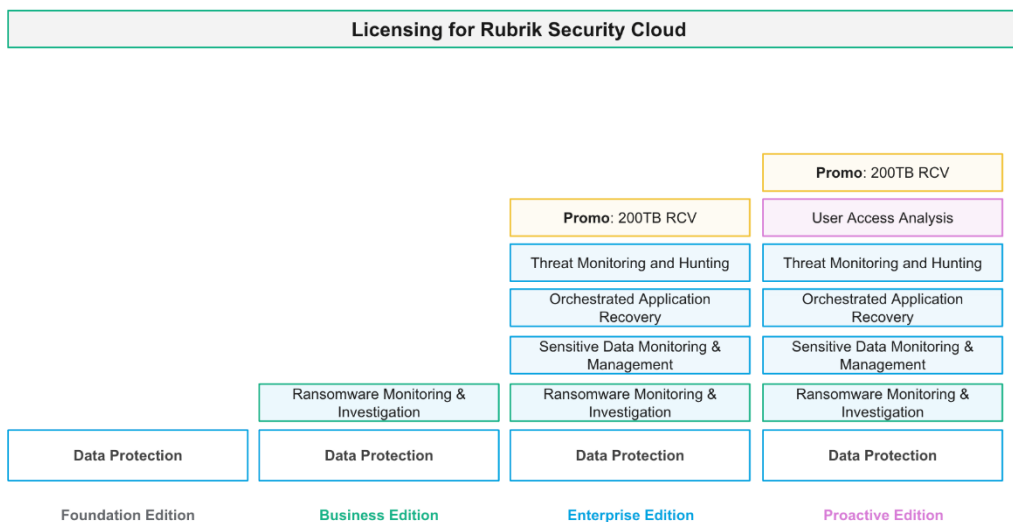 Licensing for Rubrik Security Cloud
Promo: 200TB RCV
Promo: 200TB RCV
User Access Analysis
Threat Monitoring and Hunting
Threat Monitoring and Hunting
Orchestrated Application
Recovery
Orchestrated Application
Recovery
Sensitive Data Monitoring &
Management
Sensitive Data Monitoring &
Management
Ransomware Monitoring &
Investigation
Ransomware Monitoring &
Investigation
Ransomware Monitoring &
Investigation
Data Protection
Data Protection
Data Protection
Data Protection
Foundation Edition
Business Edition
Enterprise Edition
Proactive Edition